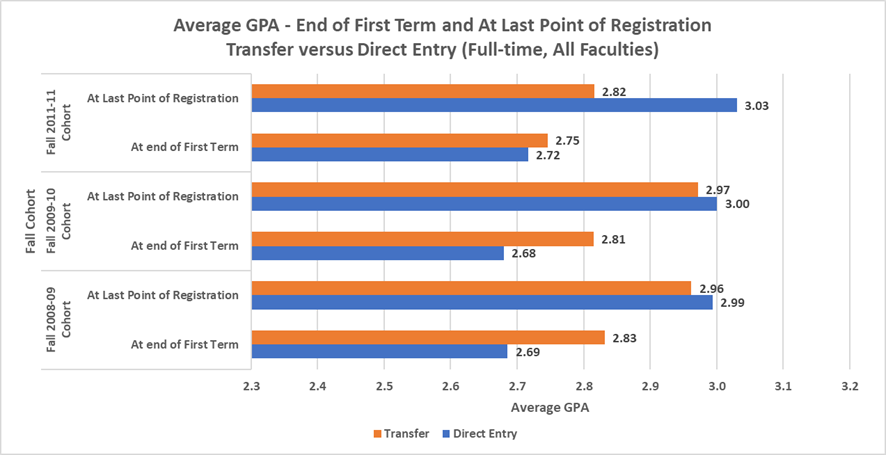 Average GPA - End of First Term and At Last Point of Registration
Transfer versus Direct Entry (Full-time, All Faculties)
Fall Cohort
Fall 2011-11
Cohort
At Last Point of Registration
2.82
3.03
At end of First Term
2.75
2.72
Fall 2009-10
Cohort
At Last Point of Registration
2.97
3.00
At end of First Term
2.81
2.68
Fall 2008-09
Cohort
At Last Point of Registration
2.96
2.99
At end of First Term
2.83
2.69
2.3 2.4 2.5 2.6 2.7 2.8 2.9 3.0 3.1 3.2
Average GPA
Transfer Direct Entry